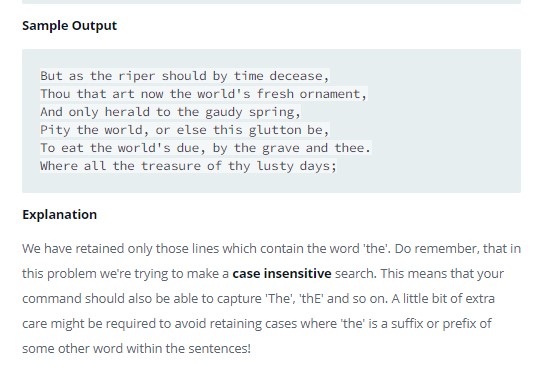 Sample Output
But as the riper should by time decease,
Thou that art now the world's fresh ornament,
And only herald to the gaudy spring,
Pity the world, or else this glutton be,
To eat the world's due, by the grave and thee.
Where all the treasure of thy lusty days;
Explanation
We have retained only those lines which contain the word 'the'. Do remember, that in
this problem we're trying to make a case insensitive search. This means that your
command should also be able to capture 'The', 'thE' and so on. A little bit of extra
care might be required to avoid retaining cases where 'the' is a suffix or prefix of
some other word within the sentences!